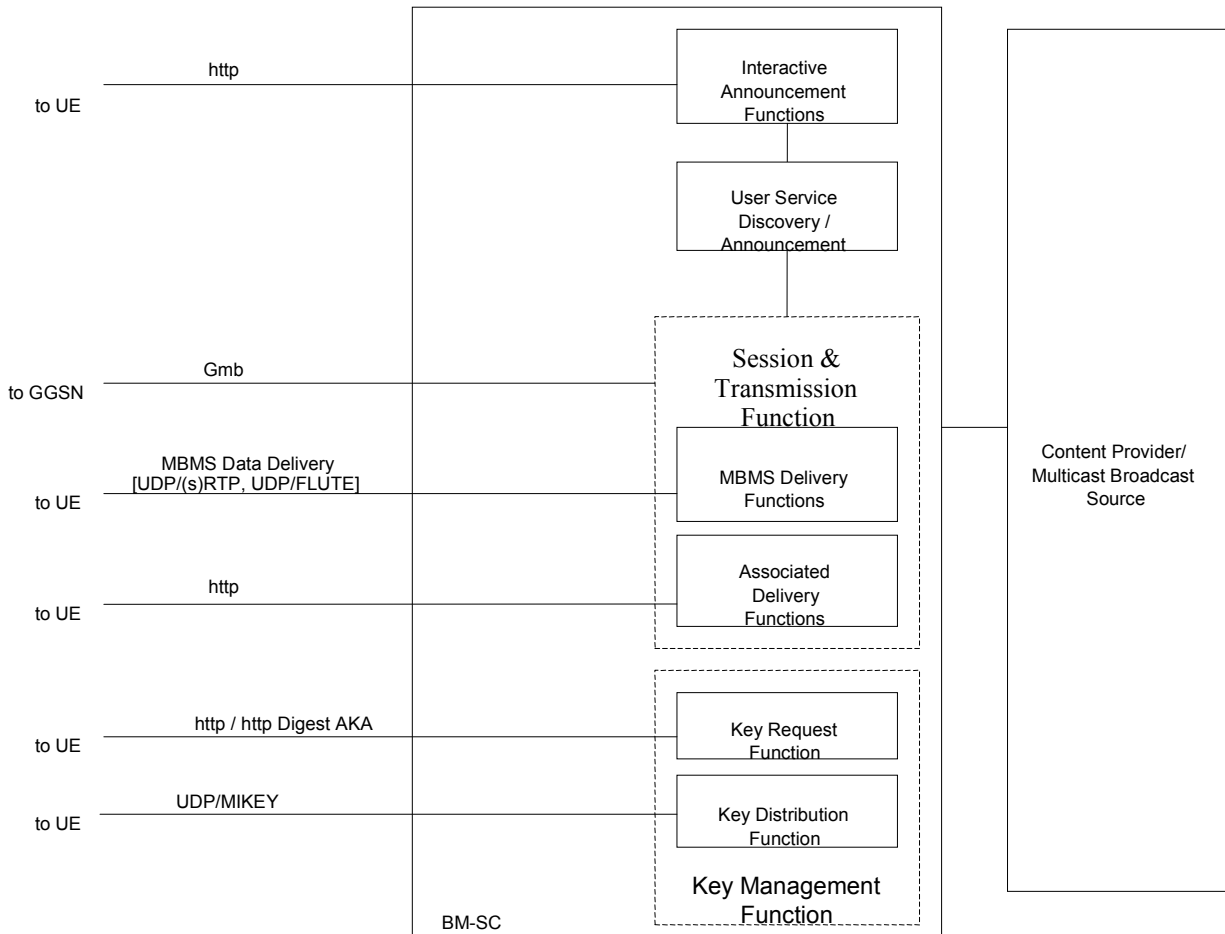 http
to UE
Interactive
Announcement
Functions
User Service
Discovery /
Announcement
Gmb
to GGSN
Session &
Transmission
Function
MBMS Data Delivery
[UDP/(s)RTP, UDP/FLUTE]
to UE
MBMS Delivery
Functions
http
to UE
Associated
Delivery
Functions
http / http Digest AKA
to UE
Key Request
Function
UDP/MIKEY
to UE
Key Distribution
Function
Key Management
Function
BM-SC
Content Provider/
Multicast Broadcast
Source